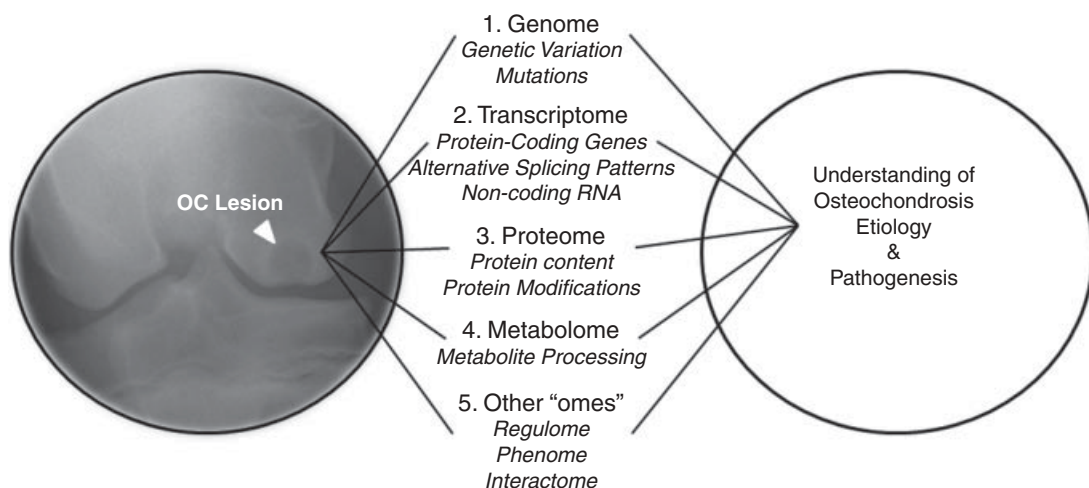 OC Lesion
1. Genome
Genetic Variation
Mutations
2. Transcriptome
Protein-Coding Genes
Alternative Splicing Patterns
Non-coding RNA
3. Proteome
Protein content
Protein Modifications
4. Metabolome
Metabolite Processing
5. Other “omes”
Regulome
Phenome
Interactome
Understanding of
Osteochondrosis
Etiology
&
Pathogenesis